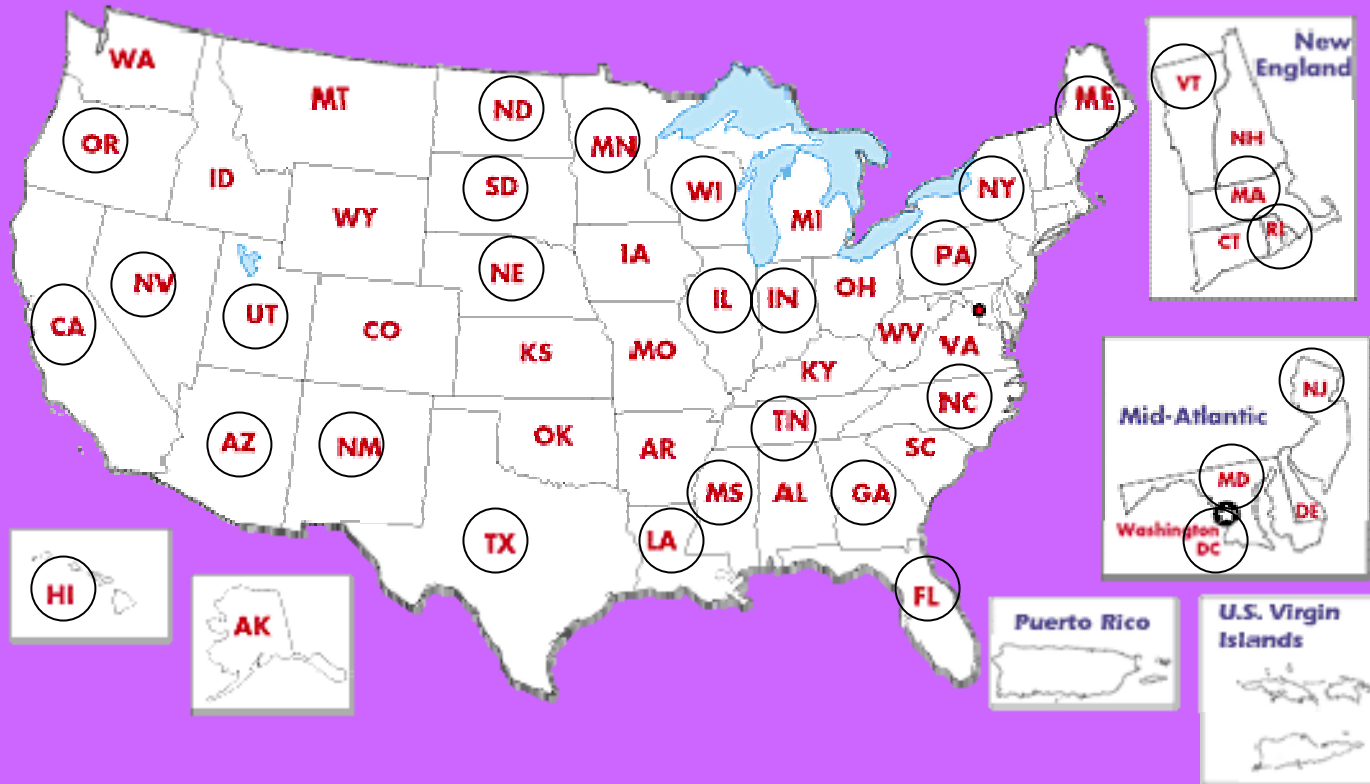 WA
MT
ND
MN
OR
ID
SD
WI
WY
MI
NY
ME
IA
NE
PA
NV
UT
IL
IN
OH
CA
CO
KS
MO
WV
VA
KY
NC
TN
AZ
NM
OK
AR
SC
MS
AL
GA
TX
LA
FL
HI
AK
New
England
VT
NH
MA
CT
RI
Mid-Atlantic
NJ
MD
DE
Washington
DC
Puerto Rico
U.S. Virgin
Islands